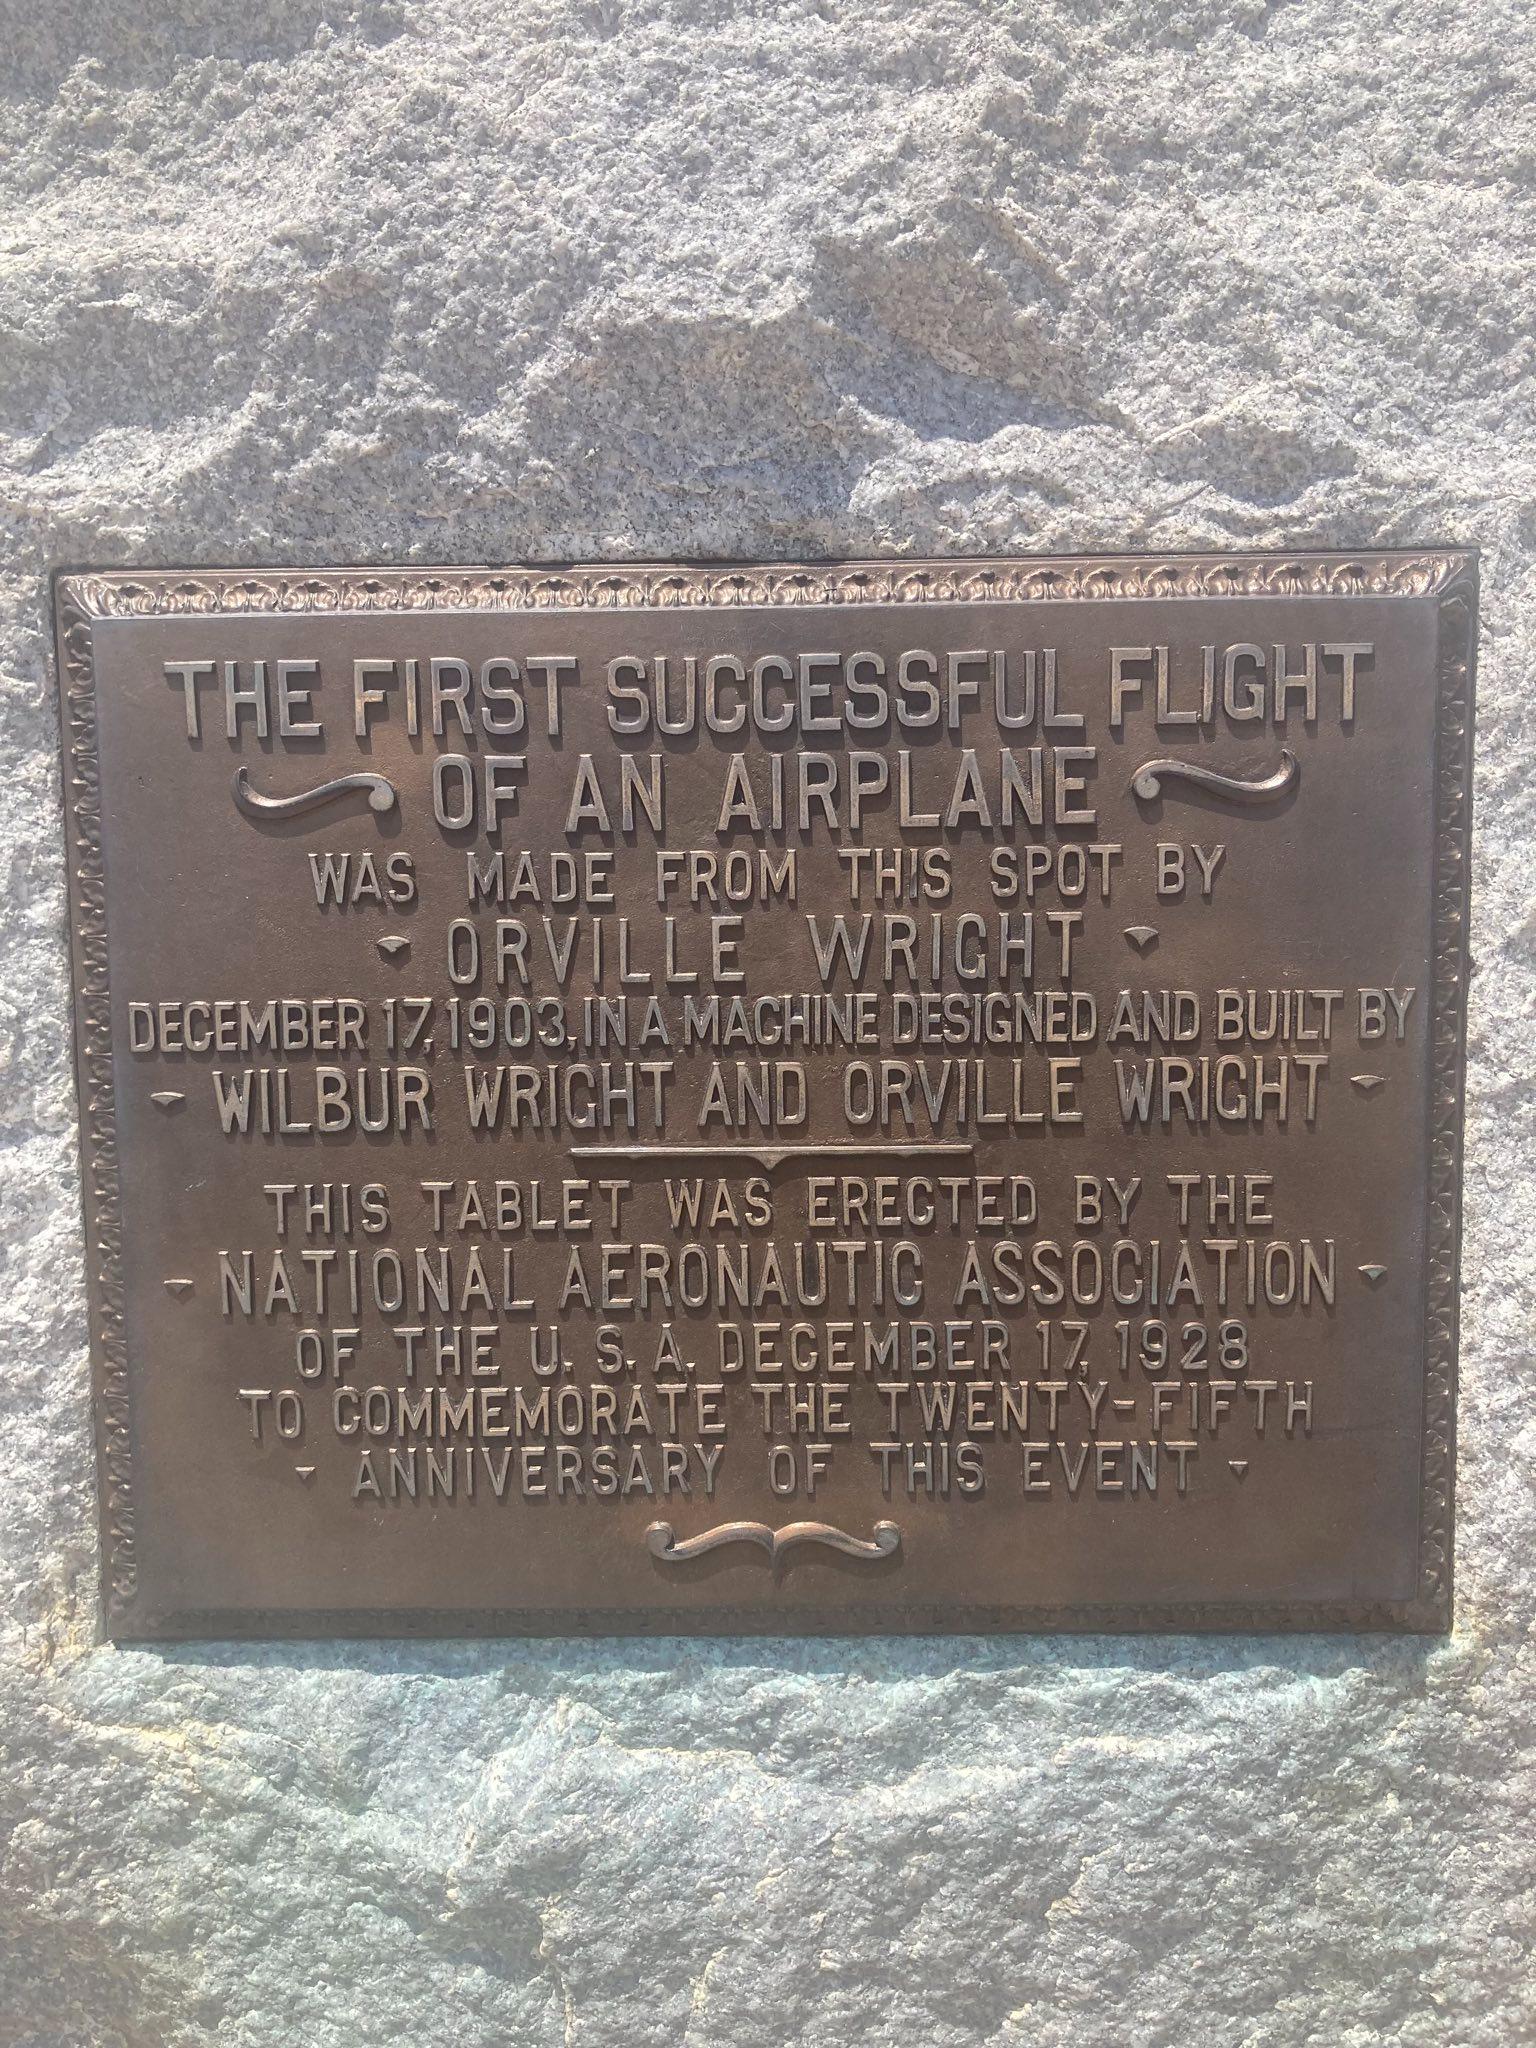 THE FIRST SUCCESSFUL FLIGHT
OF AN AIRPLANE
WAS MADE FROM THIS SPOT BY
ORVILLE WRIGHT
DECEMBER 17, 1903, IN A MACHINE DESIGNED AND BUILT BY
WILBUR WRIGHT AND ORVILLE WRIGHT
THIS TABLET WAS ERECTED BY THE
NATIONAL AERONAUTIC ASSOCIATION
OF THE U. S. A. DECEMBER 17, 1928
TO COMMEMORATE THE TWENTY-FIFTH
ANNIVERSARY OF THIS EVENT